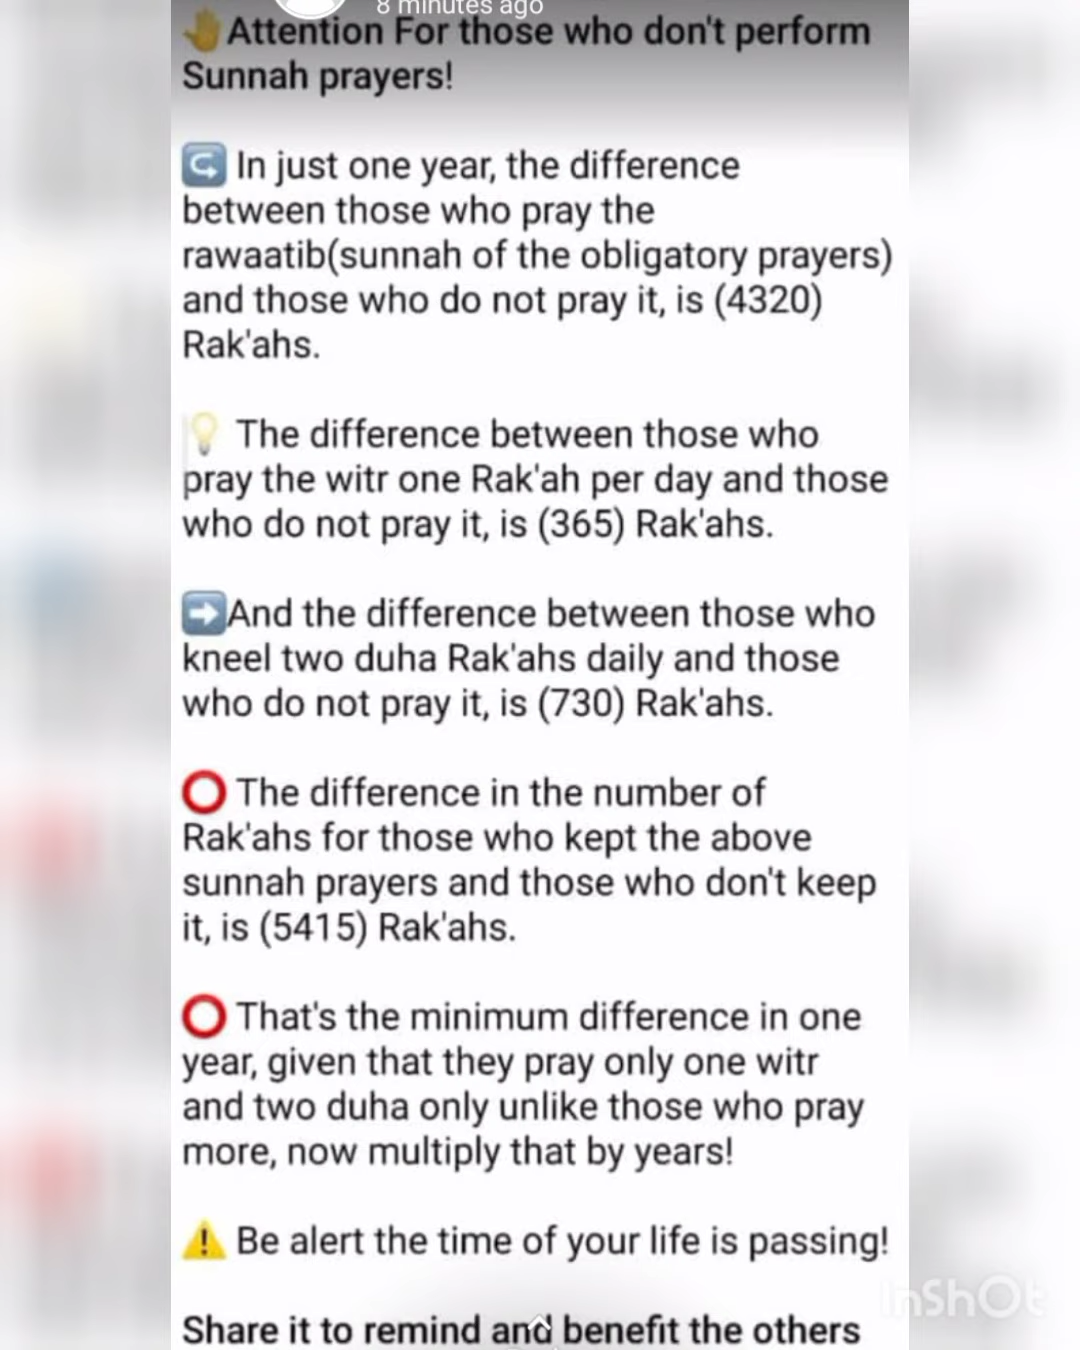 8 minutes ago
🤚Attention For those who don't perform
Sunnah prayers!
↪️ In just one year, the difference
between those who pray the
rawaatib(sunnah of the obligatory prayers)
and those who do not pray it, is (4320)
Rak'ahs.
💡 The difference between those who
pray the witr one Rak'ah per day and those
who do not pray it, is (365) Rak'ahs.
➡️And the difference between those who
kneel two duha Rak'ahs daily and those
who do not pray it, is (730) Rak'ahs.
⭕ The difference in the number of
Rak'ahs for those who kept the above
sunnah prayers and those who don't keep
it, is (5415) Rak'ahs.
⭕ That's the minimum difference in one
year, given that they pray only one witr
and two duha only unlike those who pray
more, now multiply that by years!
⚠️ Be alert the time of your life is passing!
InShOt
Share it to remind and benefit the others